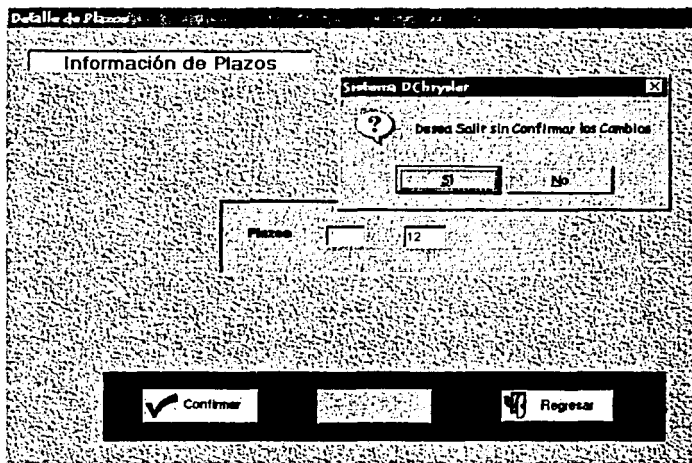 Detalle de Plazos
Información de Plazos
Sistema DChrysler
Desea Salir sin Confirmar los Cambios
Si
No
Plazos
12
Confirmar
Regresar